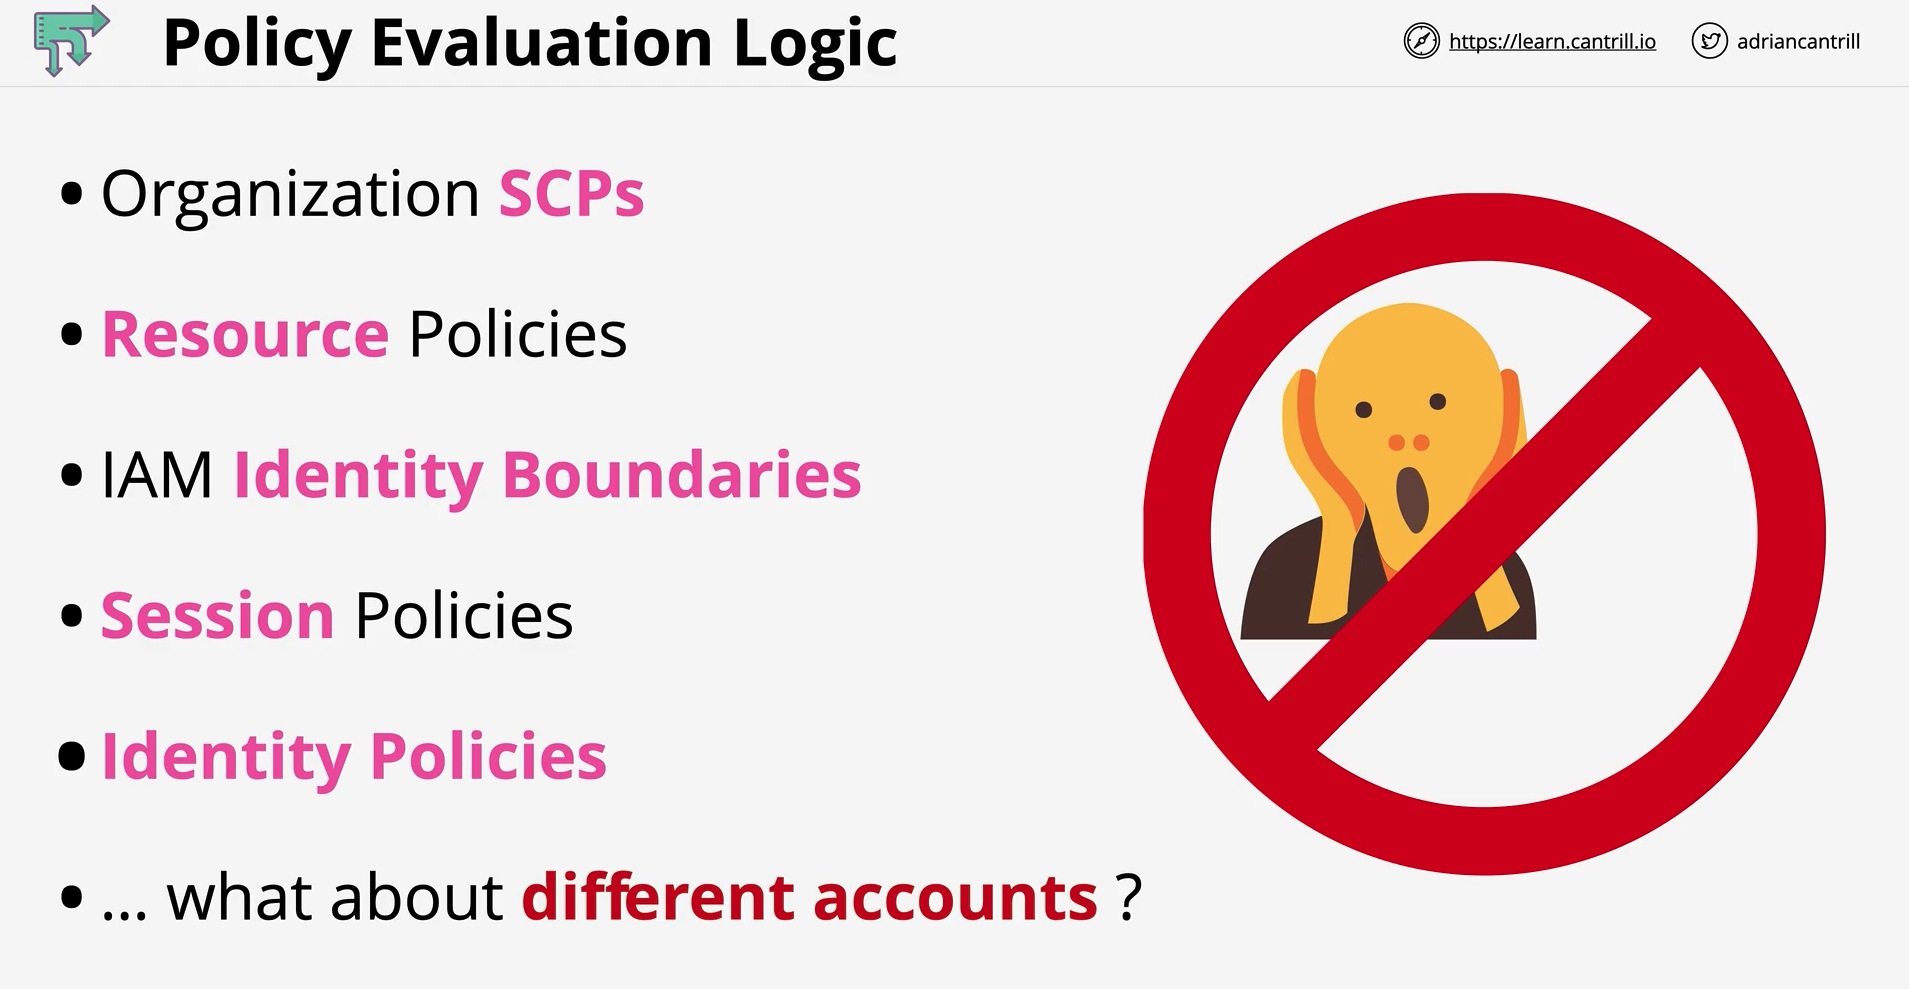 Policy Evaluation Logic
https://learn.cantrill.io
adriancantrill
• Organization SCPs
• Resource Policies
• IAM Identity Boundaries
• Session Policies
• Identity Policies
• ... what about different accounts ?